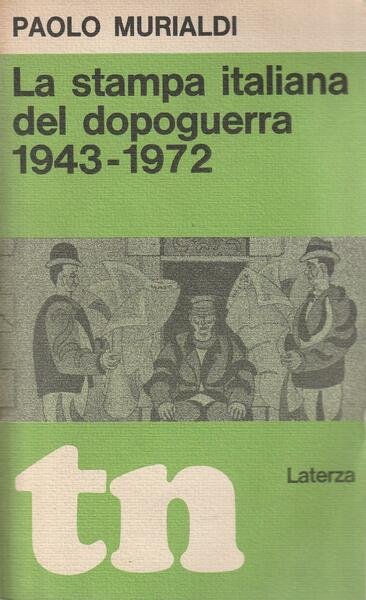 PAOLO MURIALDI
La stampa italiana
del dopoguerra
1943-1972
tn
Laterza